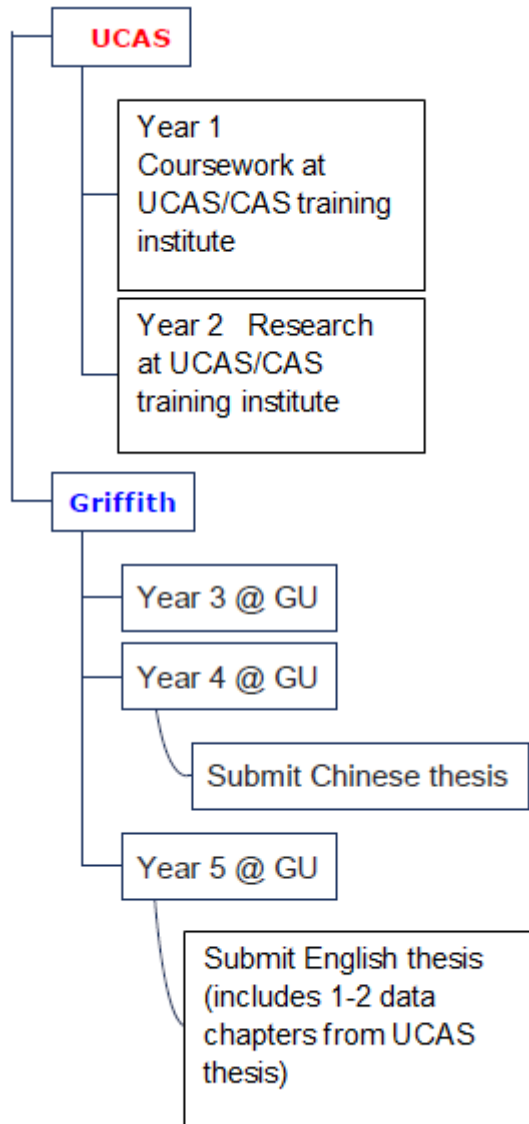 UCAS
Year 1
Coursework at
UCAS/CAS training
institute
Year 2 Research
at UCAS/CAS
training institute
Griffith
Year 3 @ GU
Year 4 @ GU
Submit Chinese thesis
Year 5 @ GU
Submit English thesis
(includes 1-2 data
chapters from UCAS
thesis)